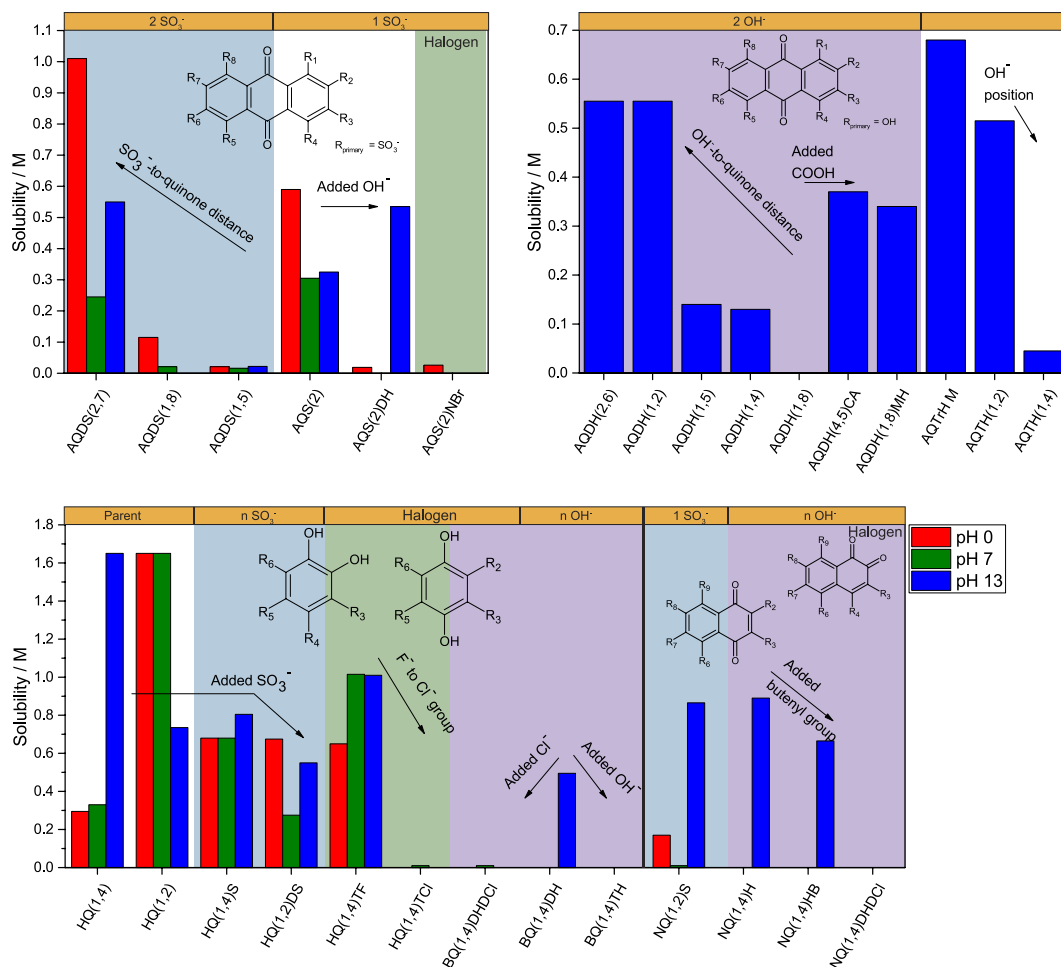 2 SO₃⁻
1 SO₃⁻
Halogen
1.1
1.0
0.9
0.8
0.7
0.6
0.5
0.4
0.3
0.2
0.1
0.0
Solubility / M
O
O
R₁
R₂
R₃
R₄
R₅
R₆
R₇
R₈
Rprimary = SO₃⁻
SO₃⁻-to-quinone distance
Added OH⁻
AQDS(2,7)
AQDS(1,8)
AQDS(1,5)
AQS(2)
AQS(2)DH
AQS(2)NBr
2 OH⁻
0.7
0.6
0.5
0.4
0.3
0.2
0.1
0.0
Solubility / M
O
O
R₁
R₂
R₃
R₄
R₅
R₆
R₇
R₈
Rprimary = OH
OH⁻-to-quinone distance
Added
COOH
OH⁻
position
AQDH(2,6)
AQDH(1,2)
AQDH(1,5)
AQDH(1,4)
AQDH(1,8)
AQDH(4,5)CA
AQDH(1,8)MH
AQTrH M
AQTH(1,2)
AQTH(1,4)
Parent
n SO₃⁻
Halogen
n OH⁻
1 SO₃⁻
n OH⁻
Halogen
1.8
1.6
1.4
1.2
1.0
0.8
0.6
0.4
0.2
0.0
Solubility / M
OH
OH
R₆
R₅
R₄
R₃
OH
R₆
R₂
R₅
R₃
OH
R₉
O
R₈
R₂
R₇
R₃
R₆
O
R₉
O
R₈
O
R₇
R₃
R₆
R₄
Added SO₃⁻
F⁻ to Cl⁻ group
Added Cl⁻
Added OH⁻
Added
butenyl group
HQ(1,4)
HQ(1,2)
HQ(1,4)S
HQ(1,2)DS
HQ(1,4)TF
HQ(1,4)TCl
BQ(1,4)DHDCl
BQ(1,4)DH
BQ(1,4)TH
NQ(1,2)S
NQ(1,4)H
NQ(1,4)HB
NQ(1,4)DHDCl
pH 0
pH 7
pH 13